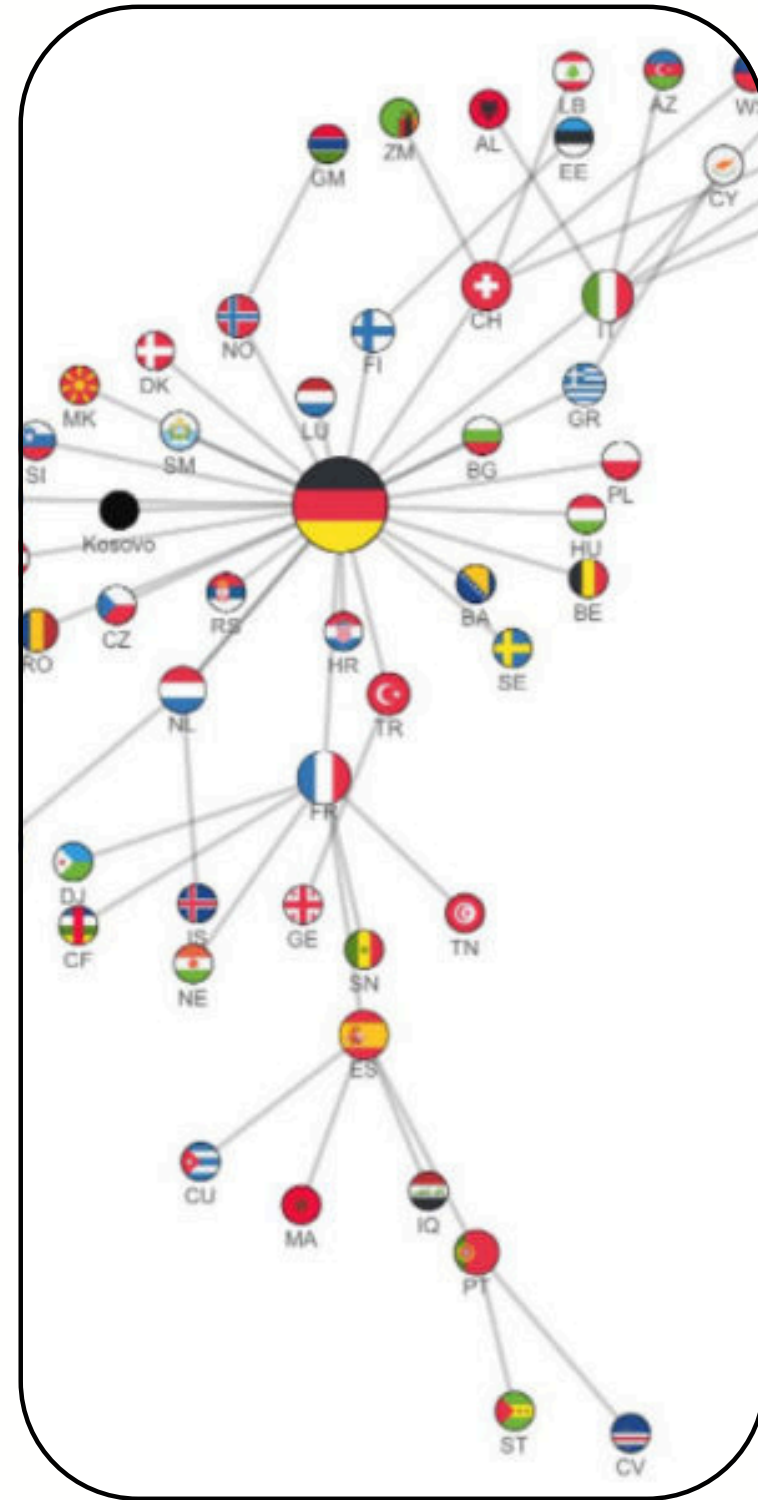 LB
AZ
ZM
AL
EE
GM
CY
CH
IT
NO
FI
DK
MK
LU
GR
SM
BG
SI
PL
Kosovo
HU
BA
BE
RS
CZ
HR
RO
SE
NL
TR
FR
DJ
IS
GE
TN
CF
SN
NE
ES
CU
IQ
MA
PT
ST
CV